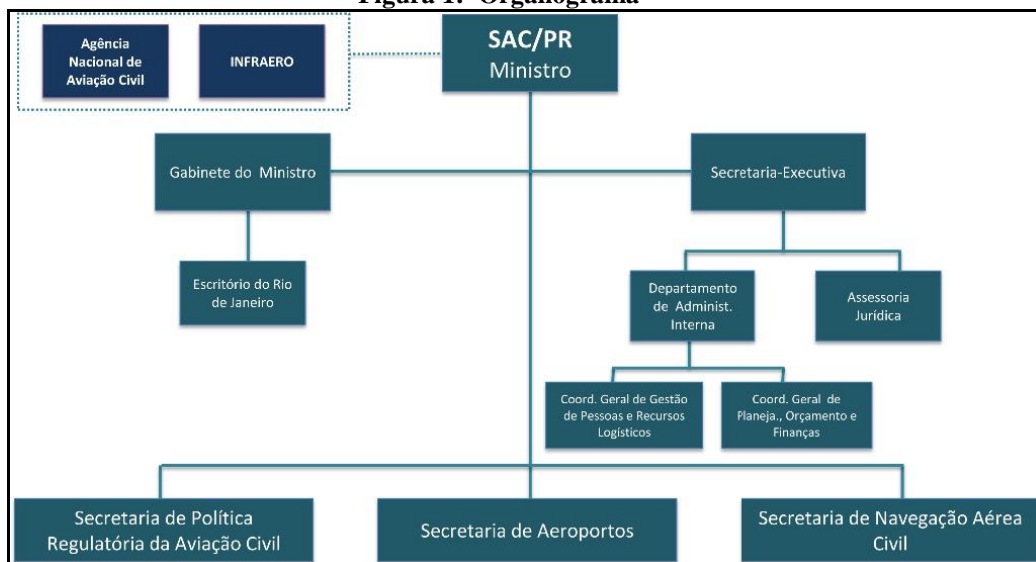 Figura 1: Organograma
Agência
Nacional de
Aviação Civil
INFRAERO
SAC/PR
Ministro
Gabinete do Ministro
Secretaria-Executiva
Escritório do Rio
de Janeiro
Departamento
de Administ.
Interna
Assessoria
Jurídica
Coord. Geral de Gestão
de Pessoas e Recursos
Logísticos
Coord. Geral de
Planeja., Orçamento e
Finanças
Secretaria de Política
Regulatória da Aviação Civil
Secretaria de Aeroportos
Secretaria de Navegação Aérea
Civil